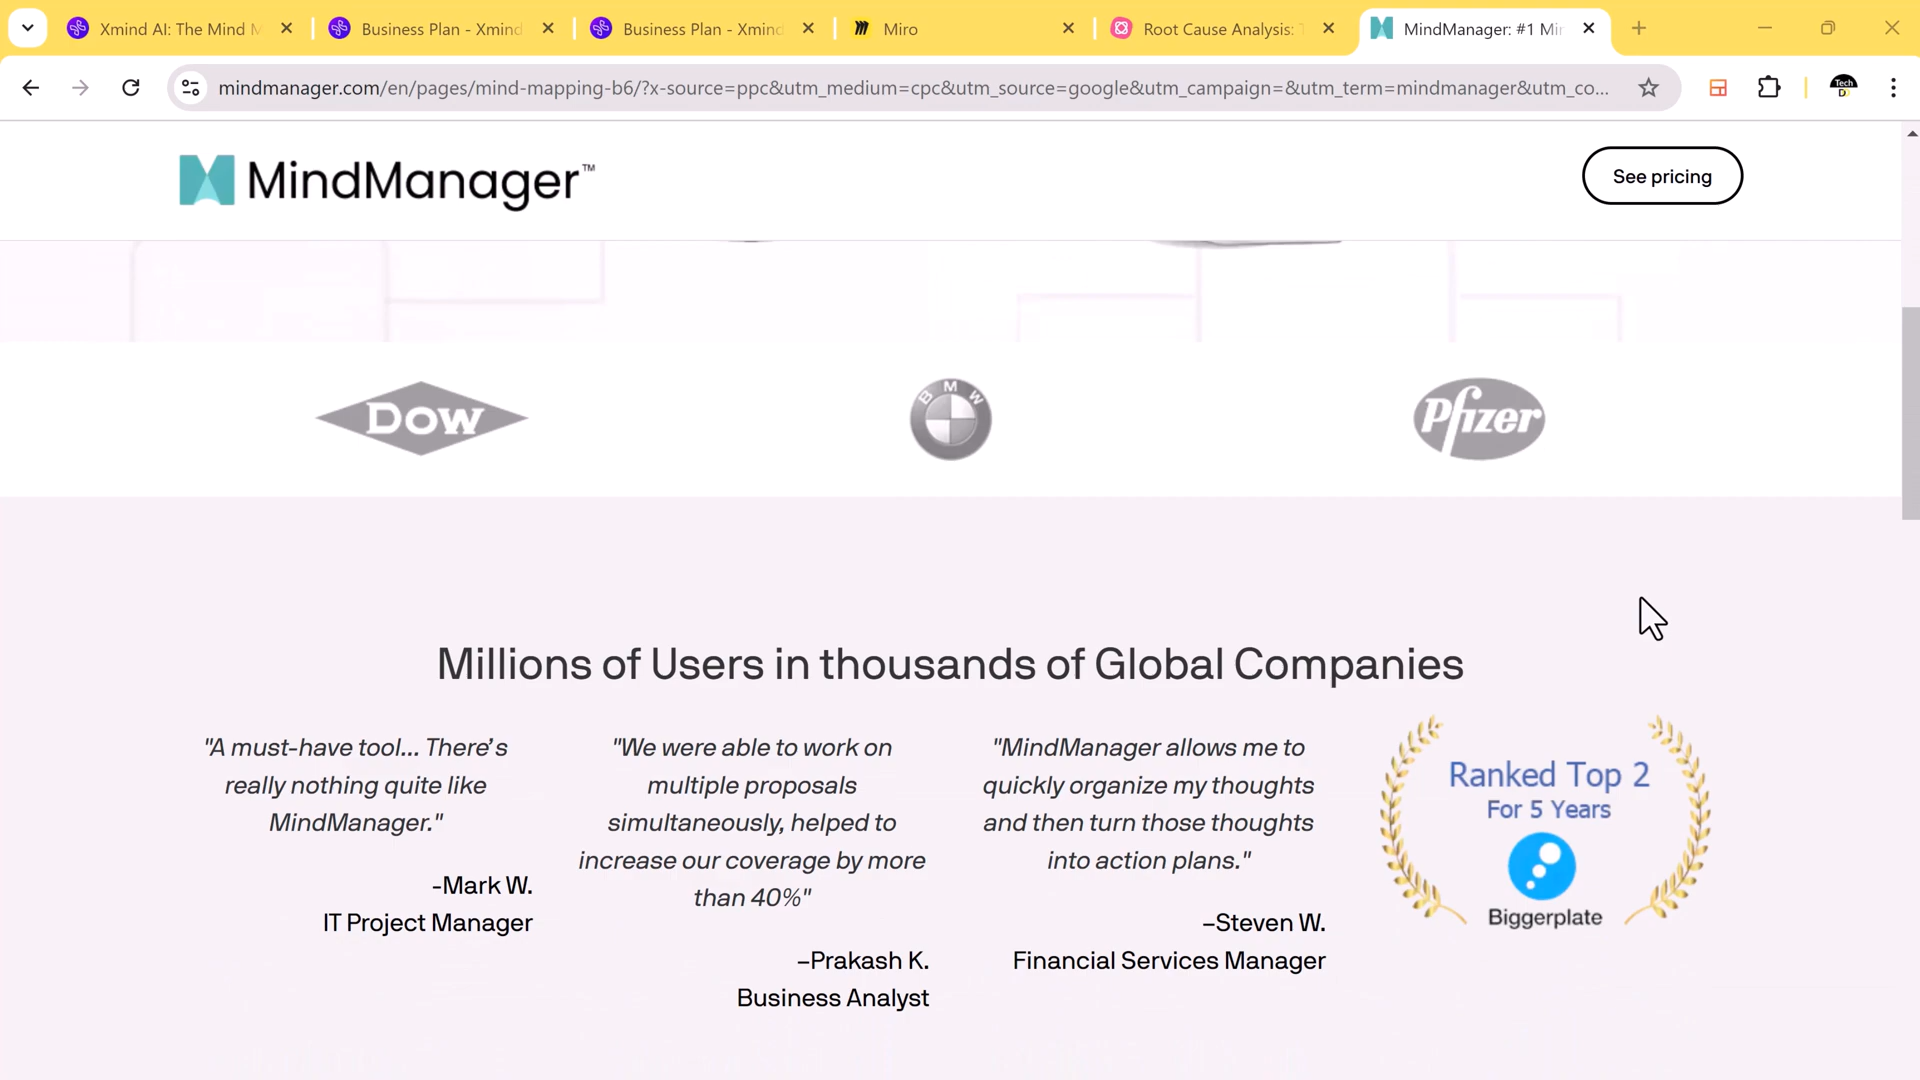 Xmind AI: The Mind M
Business Plan - Xmind
Business Plan - Xmind
Miro
Root Cause Analysis: T
MindManager: #1 Min
mindmanager.com/en/pages/mind-mapping-b6/?x-source=ppc&utm_medium=cpc&utm_source=google&utm_campaign=&utm_term=mindmanager&utm_co...
Tech
D
MindManager™
See pricing
DOW
BMW
Pfizer
Millions of Users in thousands of Global Companies
"A must-have tool... There's
really nothing quite like
MindManager."
-Mark W.
IT Project Manager
"We were able to work on
multiple proposals
simultaneously, helped to
increase our coverage by more
than 40%"
–Prakash K.
Business Analyst
"MindManager allows me to
quickly organize my thoughts
and then turn those thoughts
into action plans."
–Steven W.
Financial Services Manager
Ranked Top 2
For 5 Years
Biggerplate